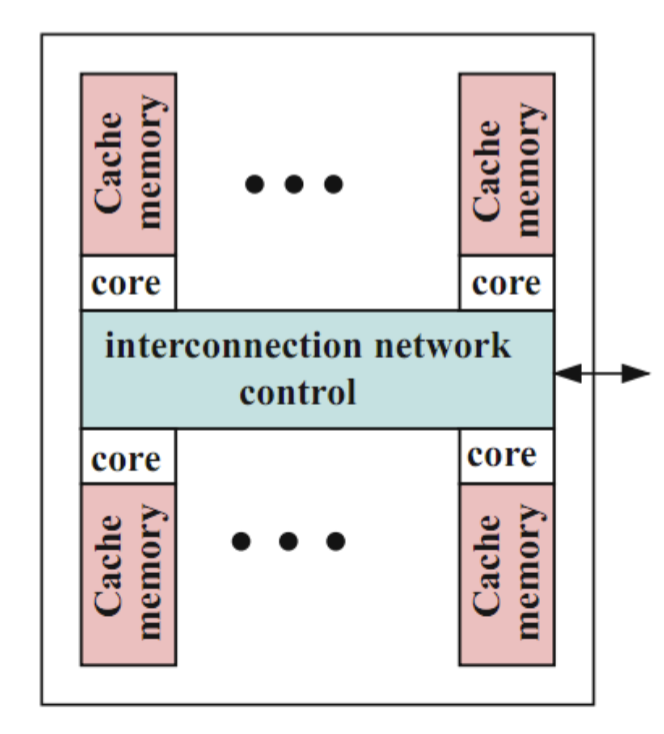 Cache
memory
Cache
memory
core
core
interconnection network
control
core
core
Cache
memory
Cache
memory